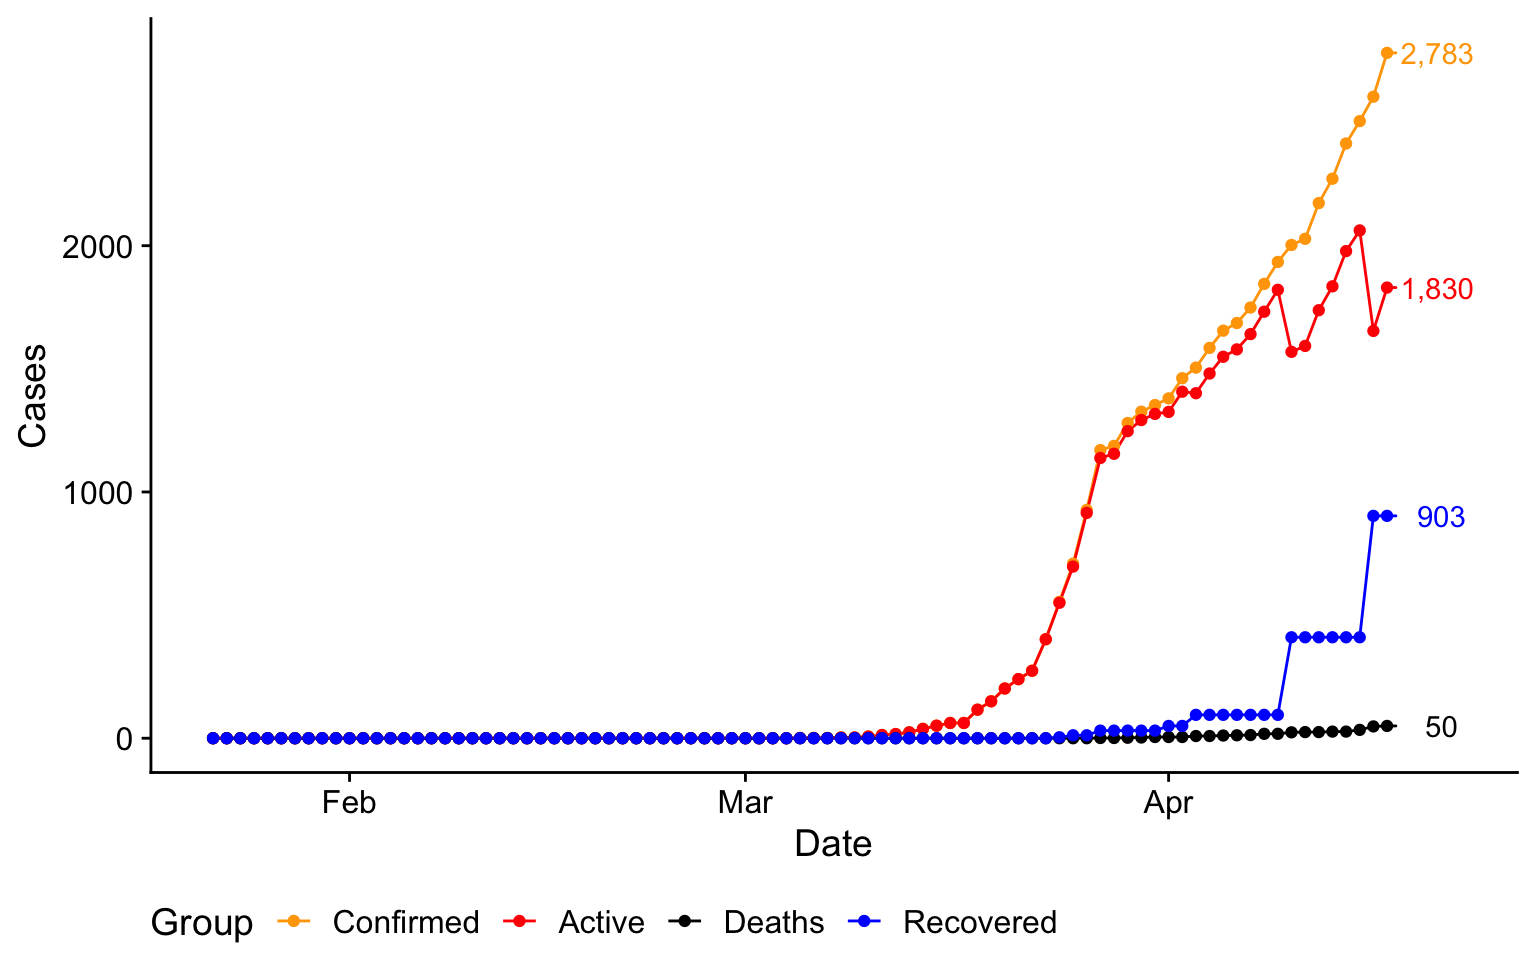 2,783
2000
1,830
Cases
1000
903
50
0
Feb Mar Apr
Date
Group Confirmed Active Deaths Recovered